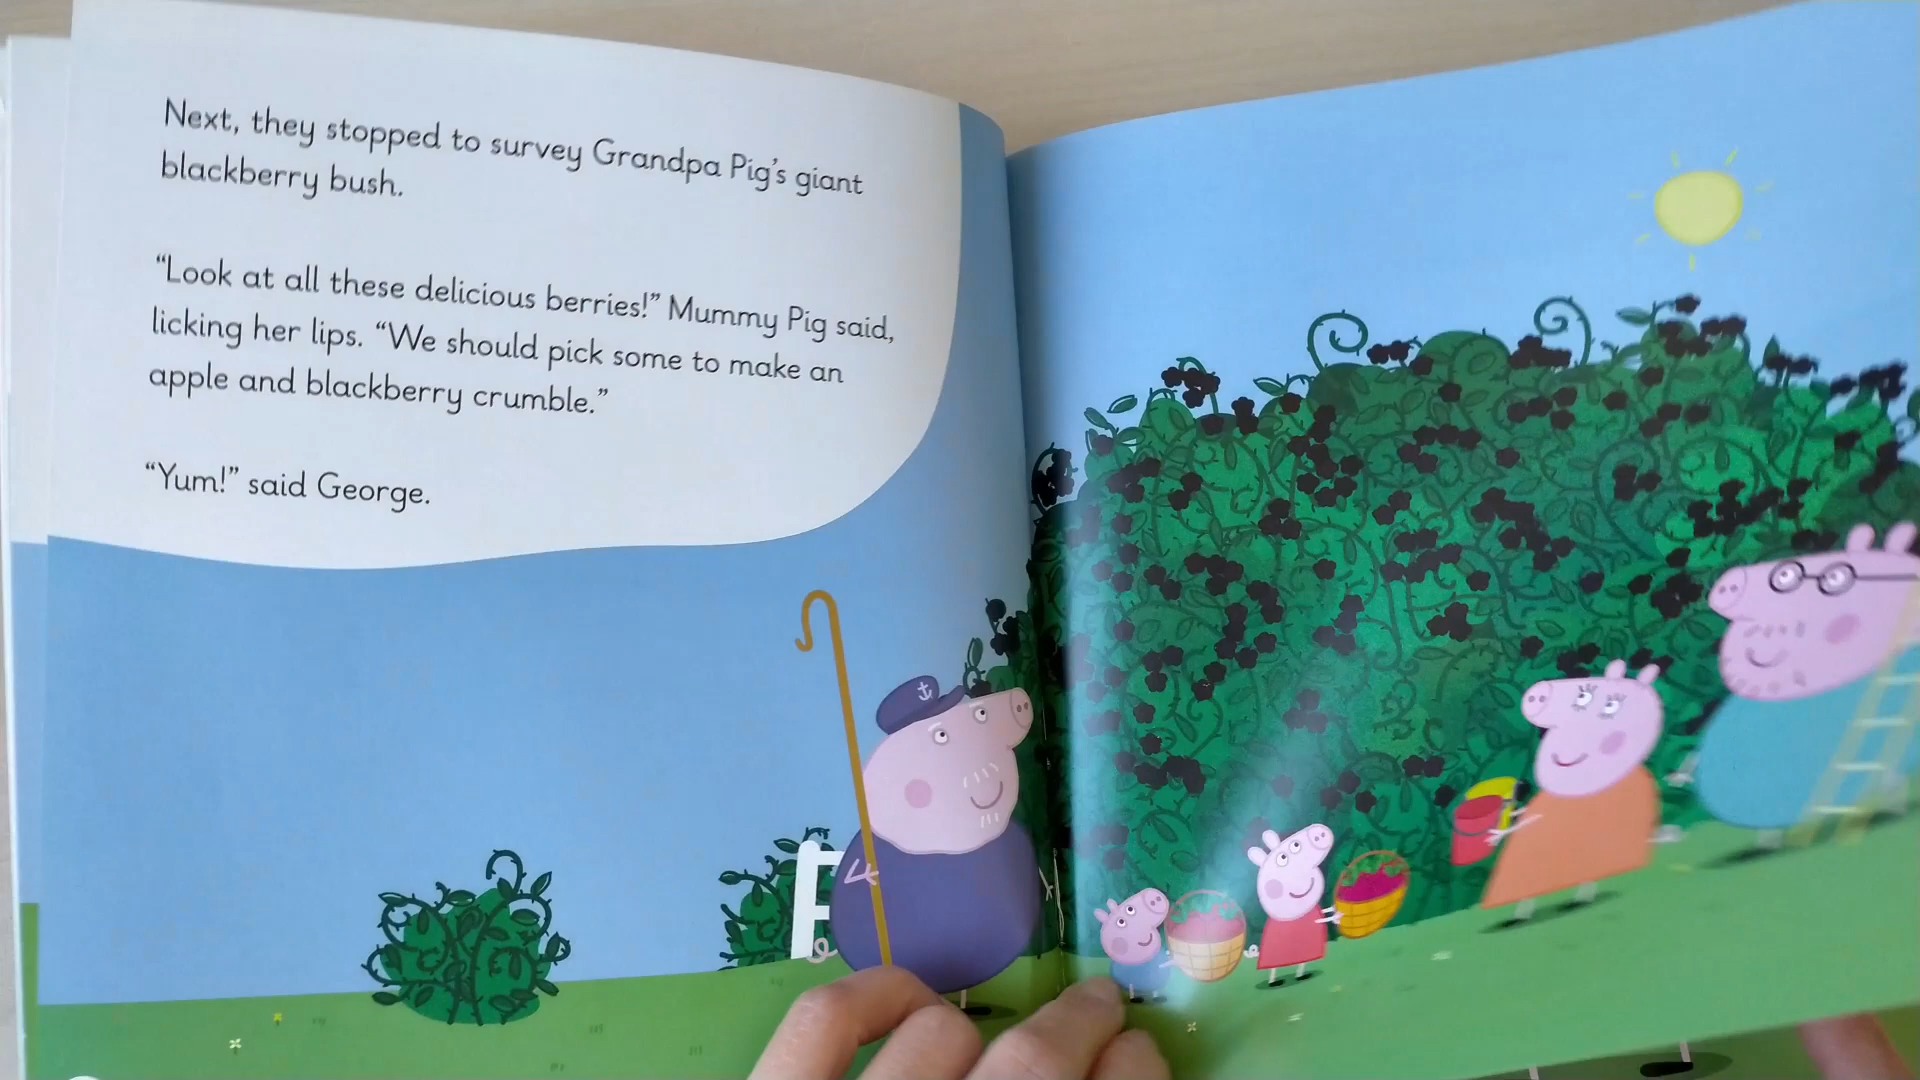 Next, they stopped to survey Grandpa Pig's giant
blackberry bush.
“Look at all these delicious berries!” Mummy Pig said,
licking her lips. “We should pick some to make an
apple and blackberry crumble.”
“Yum!” said George.